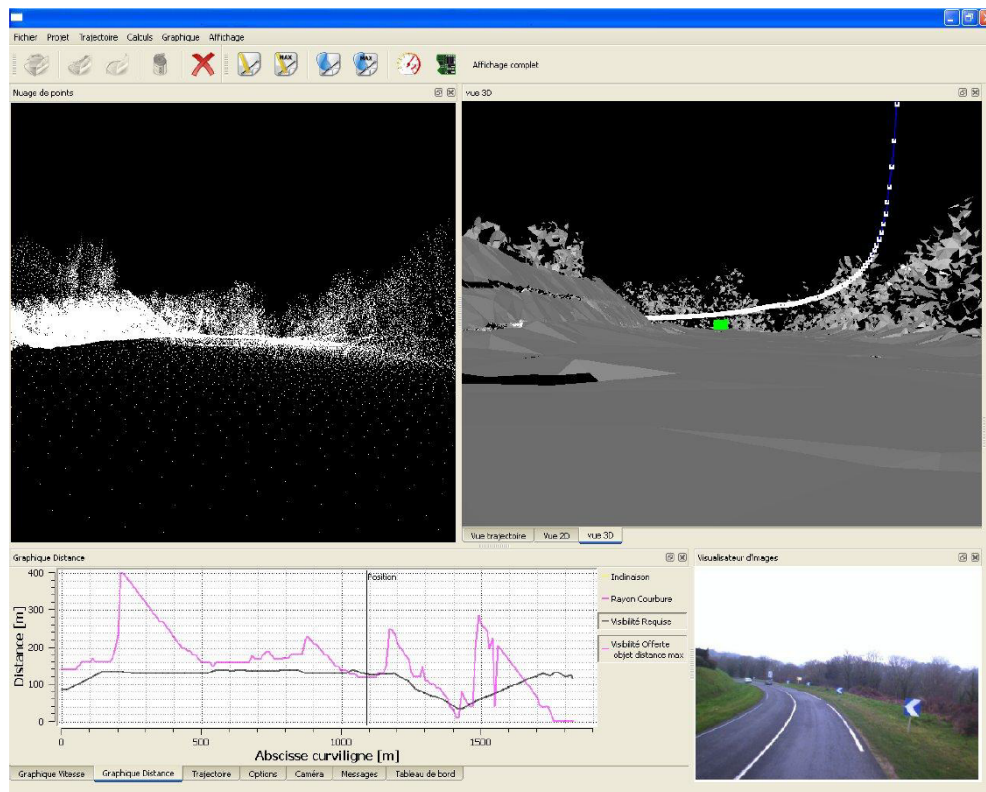 Fichier Projet Trajectoire Calculs Graphique Affichage
MAX MAX Affichage complet
Nuage de points
vue 3D
Vue trajectoire Vue 2D vue 3D
Graphique Distance
Visualisateur d'images
Distance [m]
400
300
200
100
0
Position
0 500 1000 1500
Abscisse curviligne [m]
Inclinaison
Rayon Courbure
Visibilité Requise
Visibilité Offerte
objet distance max
Graphique Vitesse Graphique Distance Trajectoire Options Caméra Messages Tableau de bord